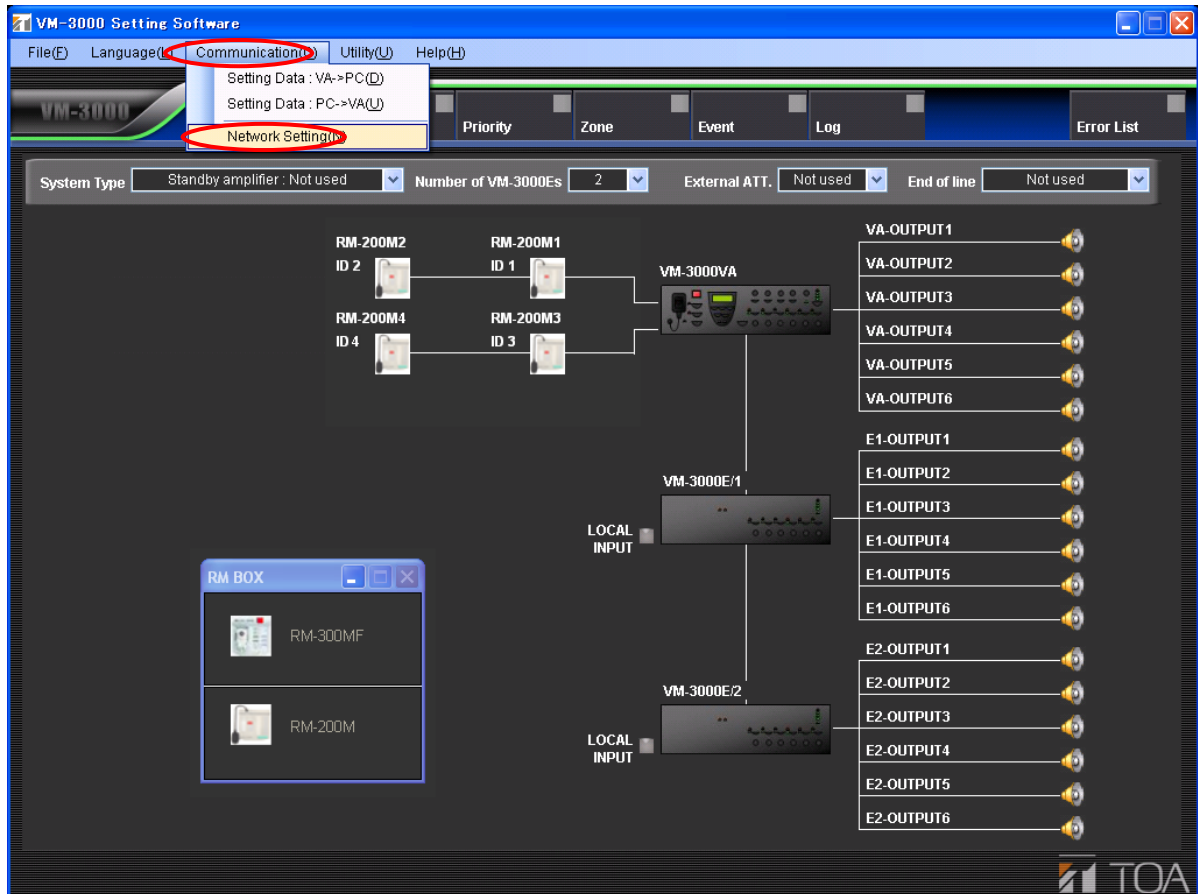 VM-3000 Setting Software
File(F) Language(L) Communication(C) Utility(U) Help(H)
Setting Data : VA->PC(D)
Setting Data : PC->VA(U)
Network Setting(N)
VM-3000
Priority Zone Event Log Error List
System Type Standby amplifier : Not used Number of VM-3000Es 2 External ATT. Not used End of line Not used
RM-200M2 RM-200M1
ID 2 ID 1
RM-200M4 RM-200M3
ID 4 ID 3
VM-3000VA
VA-OUTPUT1
VA-OUTPUT2
VA-OUTPUT3
VA-OUTPUT4
VA-OUTPUT5
VA-OUTPUT6
VM-3000E/1
LOCAL
INPUT
E1-OUTPUT1
E1-OUTPUT2
E1-OUTPUT3
E1-OUTPUT4
E1-OUTPUT5
E1-OUTPUT6
RM BOX
RM-300MF
RM-200M
VM-3000E/2
LOCAL
INPUT
E2-OUTPUT1
E2-OUTPUT2
E2-OUTPUT3
E2-OUTPUT4
E2-OUTPUT5
E2-OUTPUT6
TOA